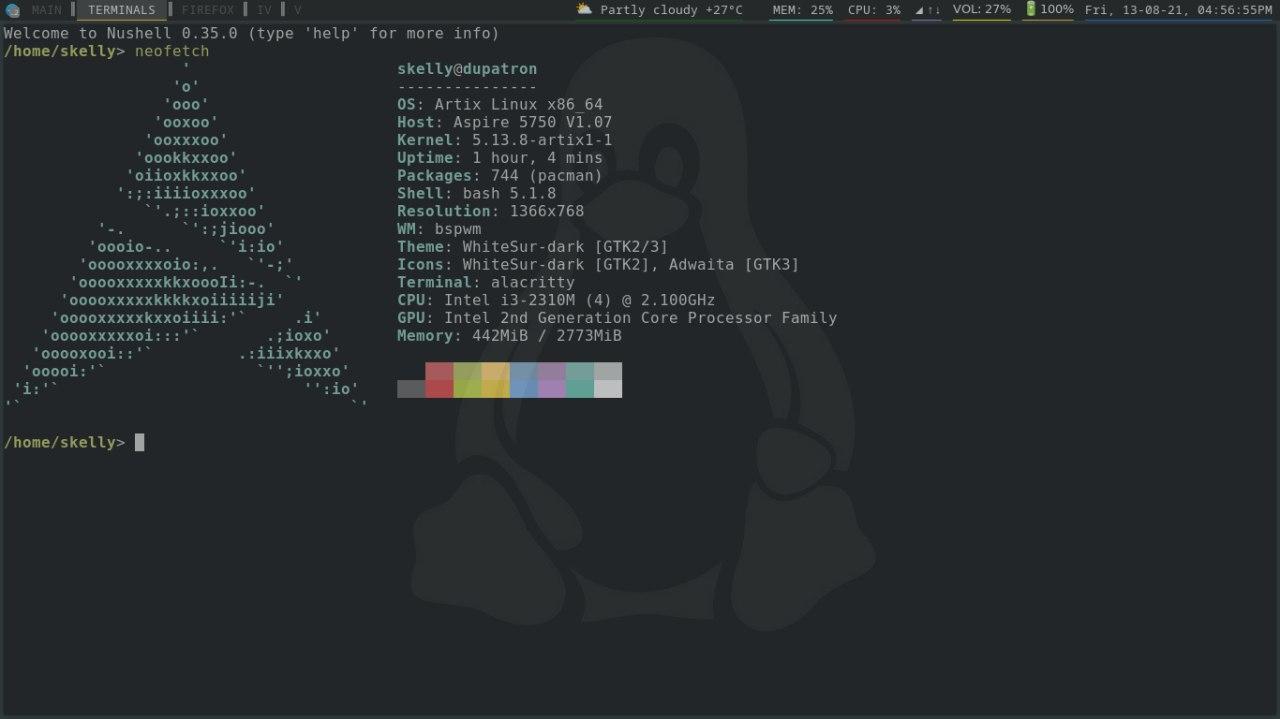 MAIN TERMINALS FIREFOX IV V Partly cloudy +27°C MEM: 25% CPU: 3% ↑↓ VOL: 27% 100% Fri, 13-08-21, 04:56:55PM
Welcome to Nushell 0.35.0 (type 'help' for more info)
/home/skelly> neofetch
' skelly@dupatron
'o' ---------------
'ooo' OS: Artix Linux x86_64
'ooxoo' Host: Aspire 5750 V1.07
'ooxxxoo' Kernel: 5.13.8-artix1-1
'oookkxxoo' Uptime: 1 hour, 4 mins
'oiioxkkxxoo' Packages: 744 (pacman)
':;:iiiioxxxoo' Shell: bash 5.1.8
`'.;::ioxxoo' Resolution: 1366x768
'-. `':;jiooo' WM: bspwm
'oooio-.. `'i:io' Theme: WhiteSur-dark [GTK2/3]
'ooooxxxxoio:,. `'-;' Icons: WhiteSur-dark [GTK2], Adwaita [GTK3]
'ooooxxxxxkkxoooIi:-. `' Terminal: alacritty
'ooooxxxxxkkkkxoiiiiiji' CPU: Intel i3-2310M (4) @ 2.100GHz
'ooooxxxxxkxxoiiii:'` .i' GPU: Intel 2nd Generation Core Processor Family
'ooooxxxxxoi:::'` .;ioxo' Memory: 442MiB / 2773MiB
'ooooxooi::'` .:iiixkxxo'
'ooooi:'` `'';ioxxo'
'i:'` '':io'
'` `'
/home/skelly>